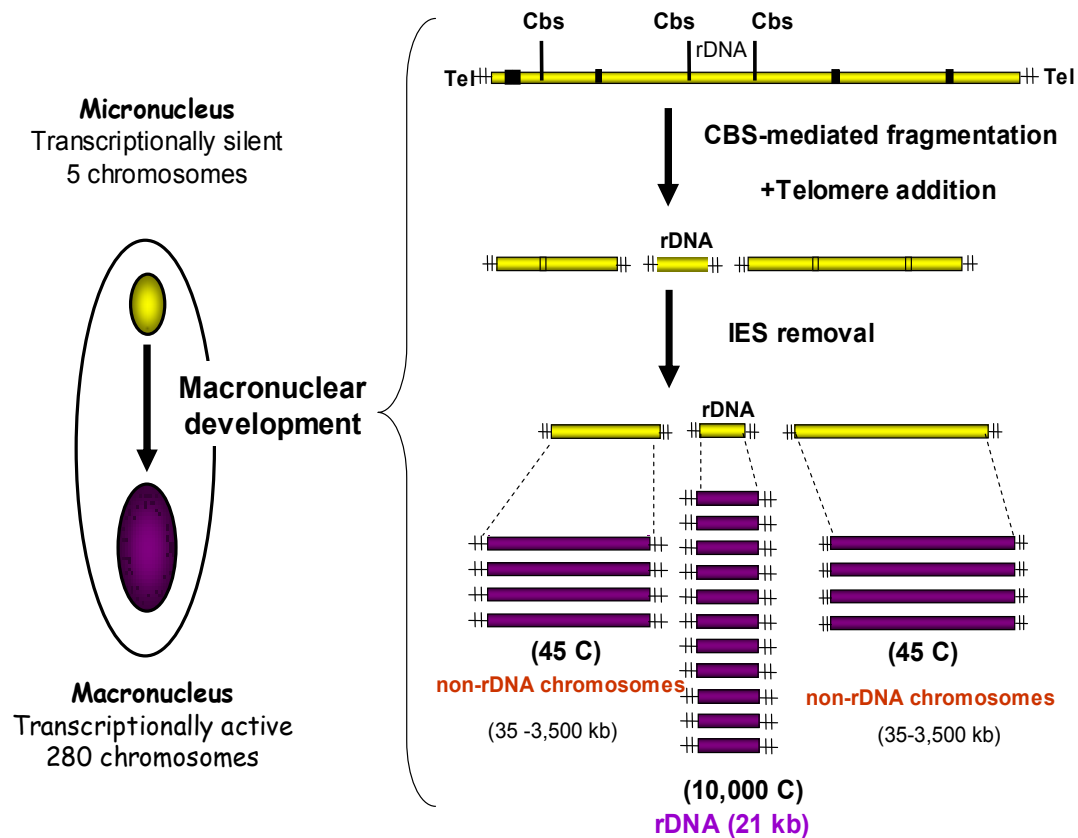 Micronucleus
Transcriptionally silent
5 chromosomes
Macronuclear
development
Macronucleus
Transcriptionally active
280 chromosomes
Cbs Cbs Cbs
rDNA
Tel Tel
CBS-mediated fragmentation
+Telomere addition
rDNA
IES removal
rDNA
(45 C) (45 C)
non-rDNA chromosomes non-rDNA chromosomes
(35 -3,500 kb) (35-3,500 kb)
(10,000 C)
rDNA (21 kb)